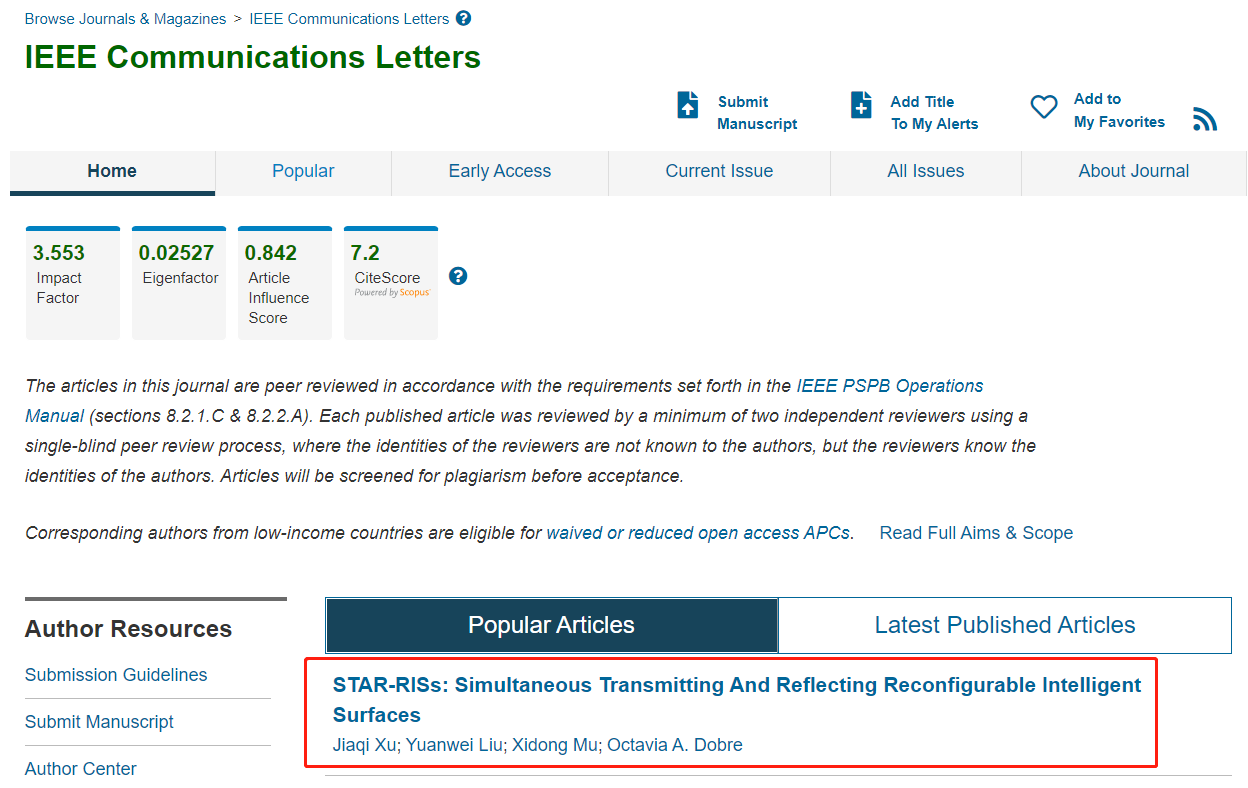 Browse Journals & Magazines > IEEE Communications Letters ?
IEEE Communications Letters
Submit
Manuscript
Add Title
To My Alerts
Add to
My Favorites
Home
Popular
Early Access
Current Issue
All Issues
About Journal
3.553
Impact
Factor
0.02527
Eigenfactor
0.842
Article
Influence
Score
7.2
CiteScore
Powered by Scopus
?
The articles in this journal are peer reviewed in accordance with the requirements set forth in the IEEE PSPB Operations
Manual (sections 8.2.1.C & 8.2.2.A). Each published article was reviewed by a minimum of two independent reviewers using a
single-blind peer review process, where the identities of the reviewers are not known to the authors, but the reviewers know the
identities of the authors. Articles will be screened for plagiarism before acceptance.
Corresponding authors from low-income countries are eligible for waived or reduced open access APCs. Read Full Aims & Scope
Author Resources
Submission Guidelines
Submit Manuscript
Author Center
Popular Articles
Latest Published Articles
STAR-RISs: Simultaneous Transmitting And Reflecting Reconfigurable Intelligent
Surfaces
Jiaqi Xu; Yuanwei Liu; Xidong Mu; Octavia A. Dobre